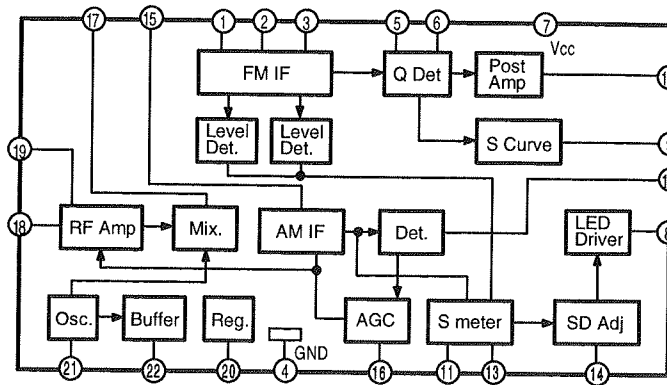 17 15 1 2 3 5 6 7
Vcc
FM IF
Q Det
Post
Amp
Level
Det.
Level
Det.
S Curve
19
18
RF Amp
Mix.
AM IF
Det.
LED
Driver
8
Osc.
Buffer
Reg.
GND
AGC
S meter
SD Adj
21 22 20 4 16 11 13 14